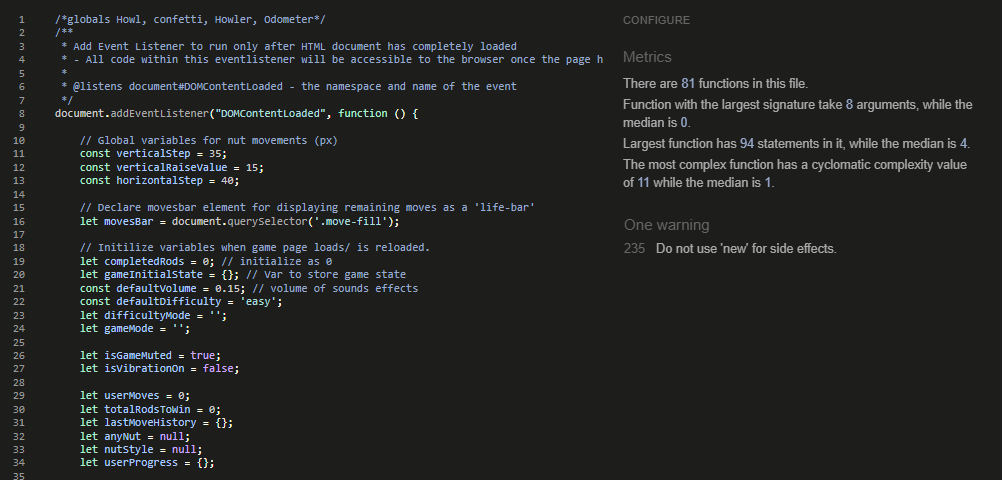 1 /*globals Howl, confetti, Howler, Odometer*/
2 /**
3 * Add Event Listener to run only after HTML document has completely loaded
4 * - All code within this eventlistener will be accessible to the browser once the page h
5 *
6 * @listens document#DOMContentLoaded - the namespace and name of the event
7 */
8 document.addEventListener("DOMContentLoaded", function () {
9
10 // Global variables for nut movements (px)
11 const verticalStep = 35;
12 const verticalRaiseValue = 15;
13 const horizontalStep = 40;
14
15 // Declare movesbar element for displaying remaining moves as a 'life-bar'
16 let movesBar = document.querySelector('.move-fill');
17
18 // Initilize variables when game page loads/ is reloaded.
19 let completedRods = 0; // initialize as 0
20 let gameInitialState = {}; // Var to store game state
21 const defaultVolume = 0.15; // volume of sounds effects
22 const defaultDifficulty = 'easy';
23 let difficultyMode = '';
24 let gameMode = '';
25
26 let isGameMuted = true;
27 let isVibrationOn = false;
28
29 let userMoves = 0;
30 let totalRodsToWin = 0;
31 let lastMoveHistory = {};
32 let anyNut = null;
33 let nutStyle = null;
34 let userProgress = {};
35
CONFIGURE
Metrics
There are 81 functions in this file.
Function with the largest signature take 8 arguments, while the
median is 0.
Largest function has 94 statements in it, while the median is 4.
The most complex function has a cyclomatic complexity value
of 11 while the median is 1.
One warning
235 Do not use 'new' for side effects.